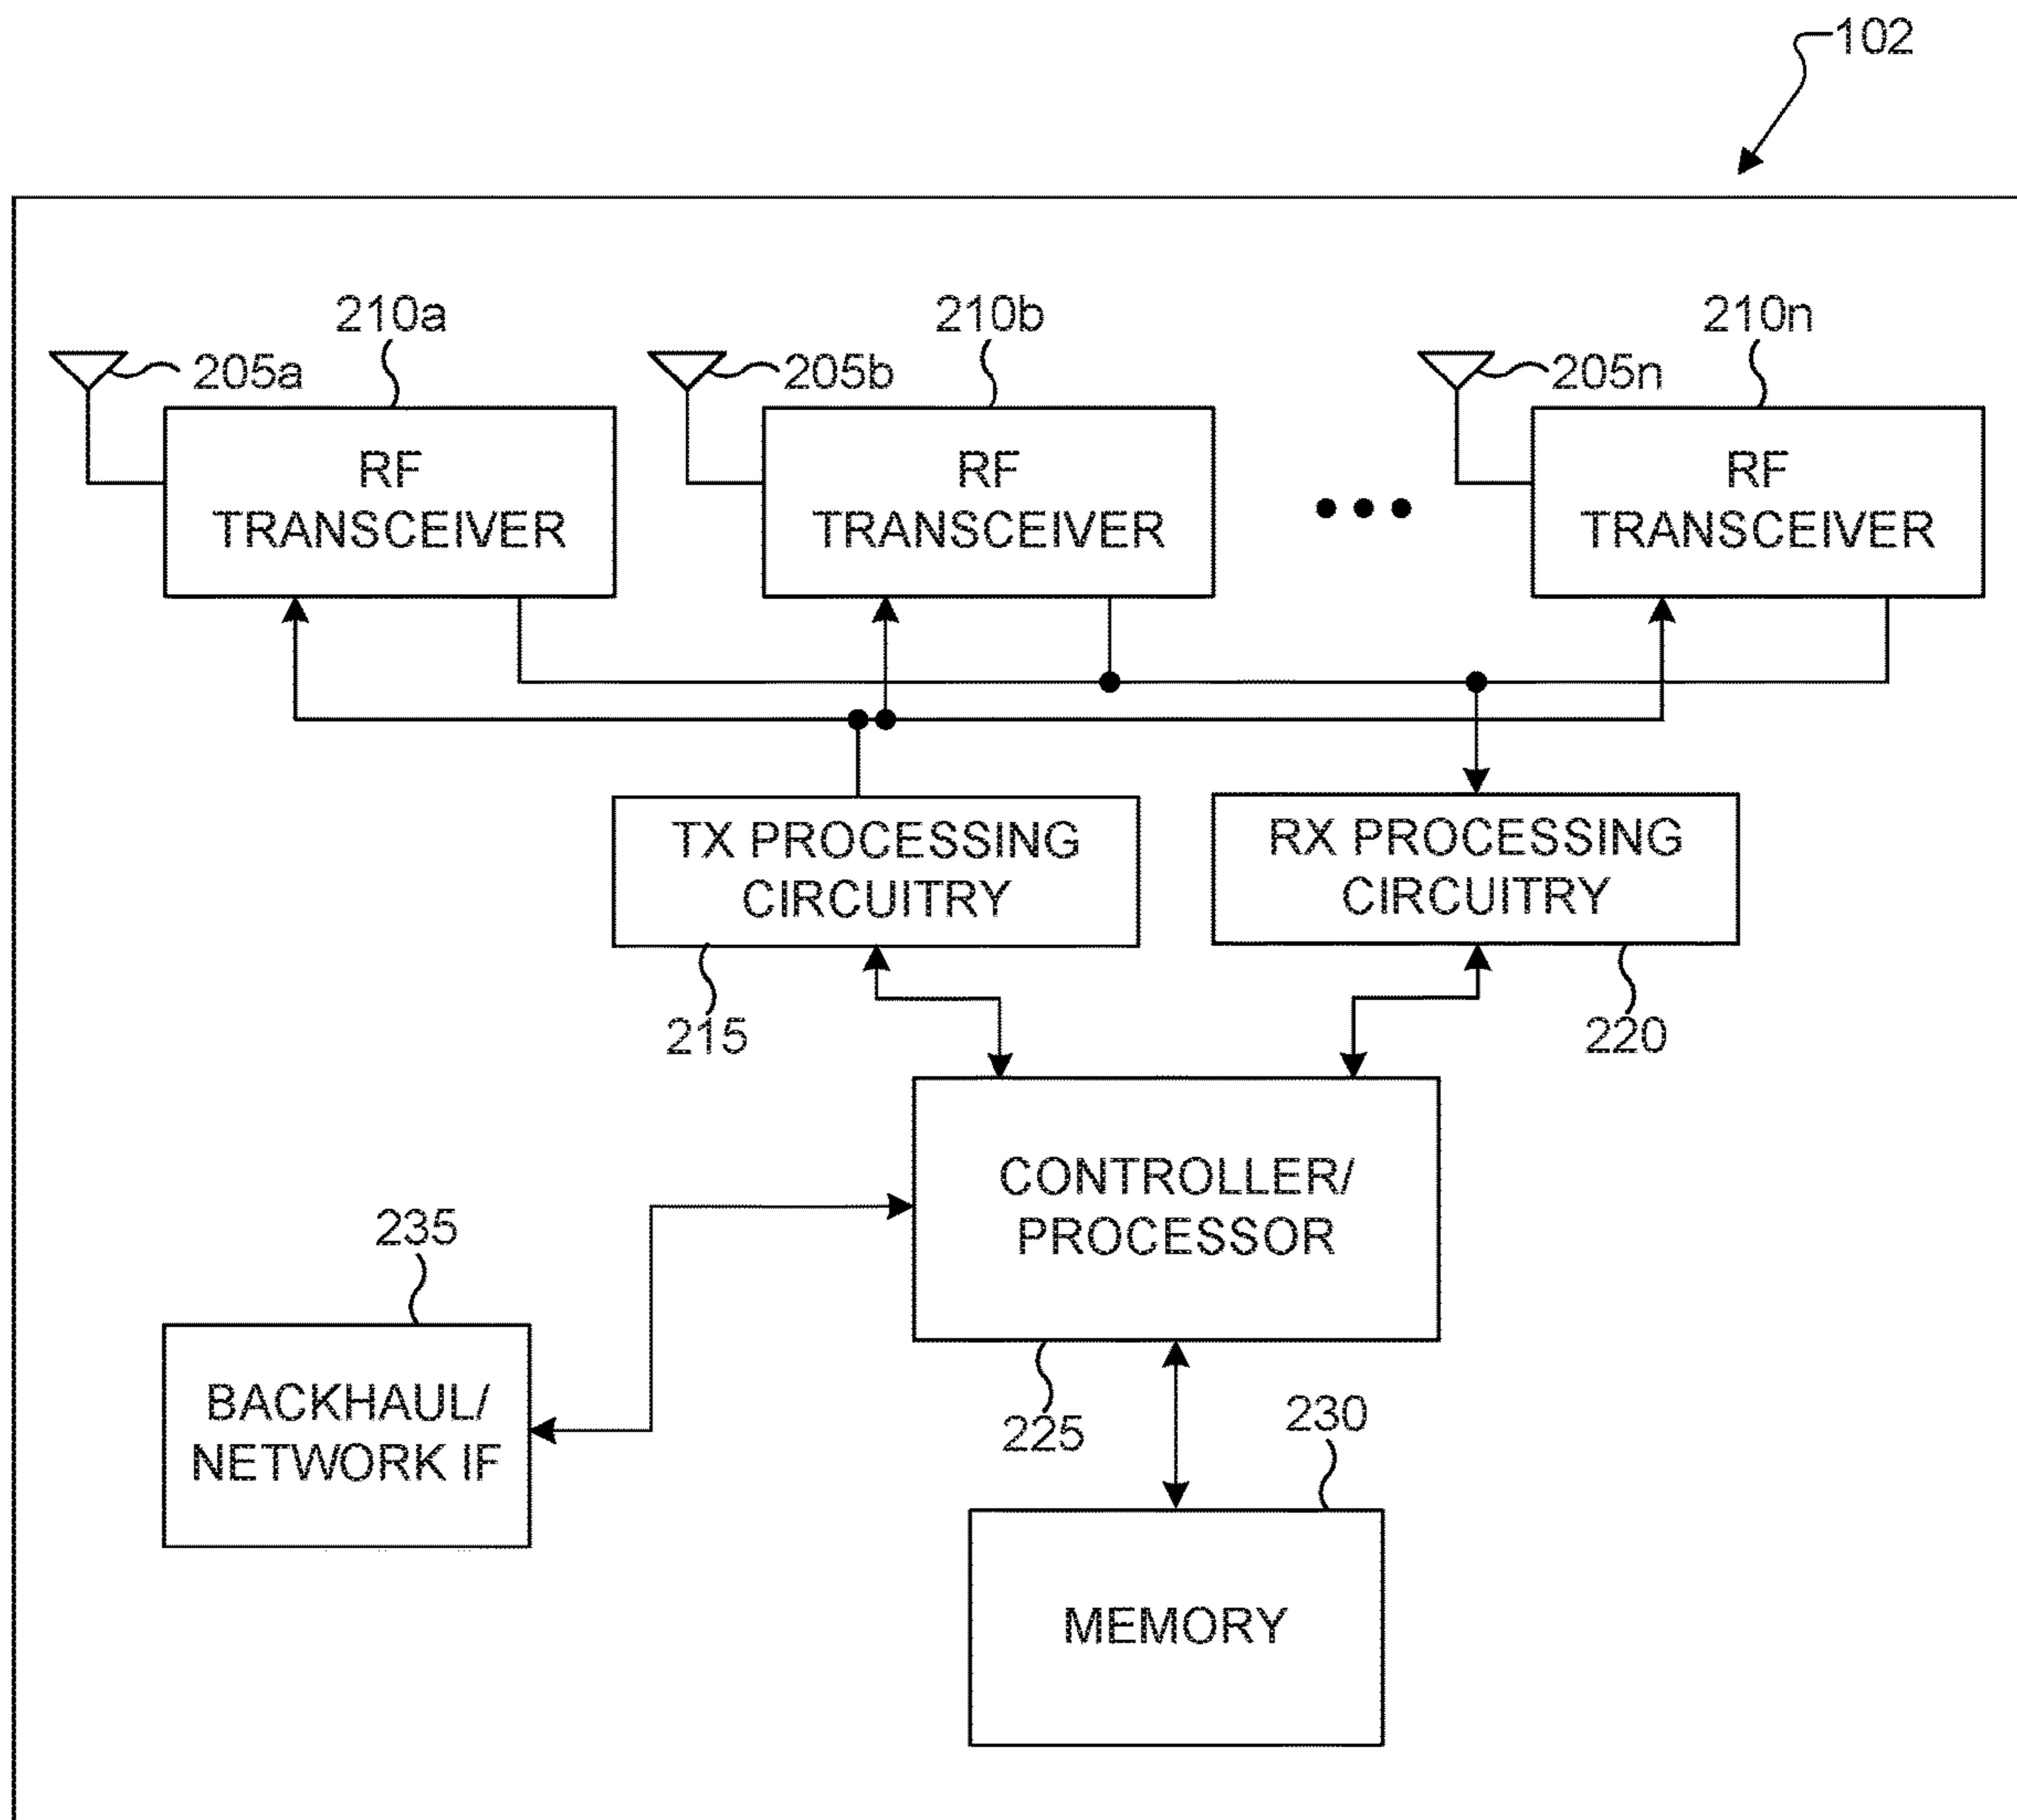 102
210a
210b
210n
205a
205b
205n
RF
TRANSCEIVER
RF
TRANSCEIVER
RF
TRANSCEIVER
TX PROCESSING
CIRCUITRY
RX PROCESSING
CIRCUITRY
215
220
CONTROLLER/
PROCESSOR
235
BACKHAUL/
NETWORK IF
225
230
MEMORY